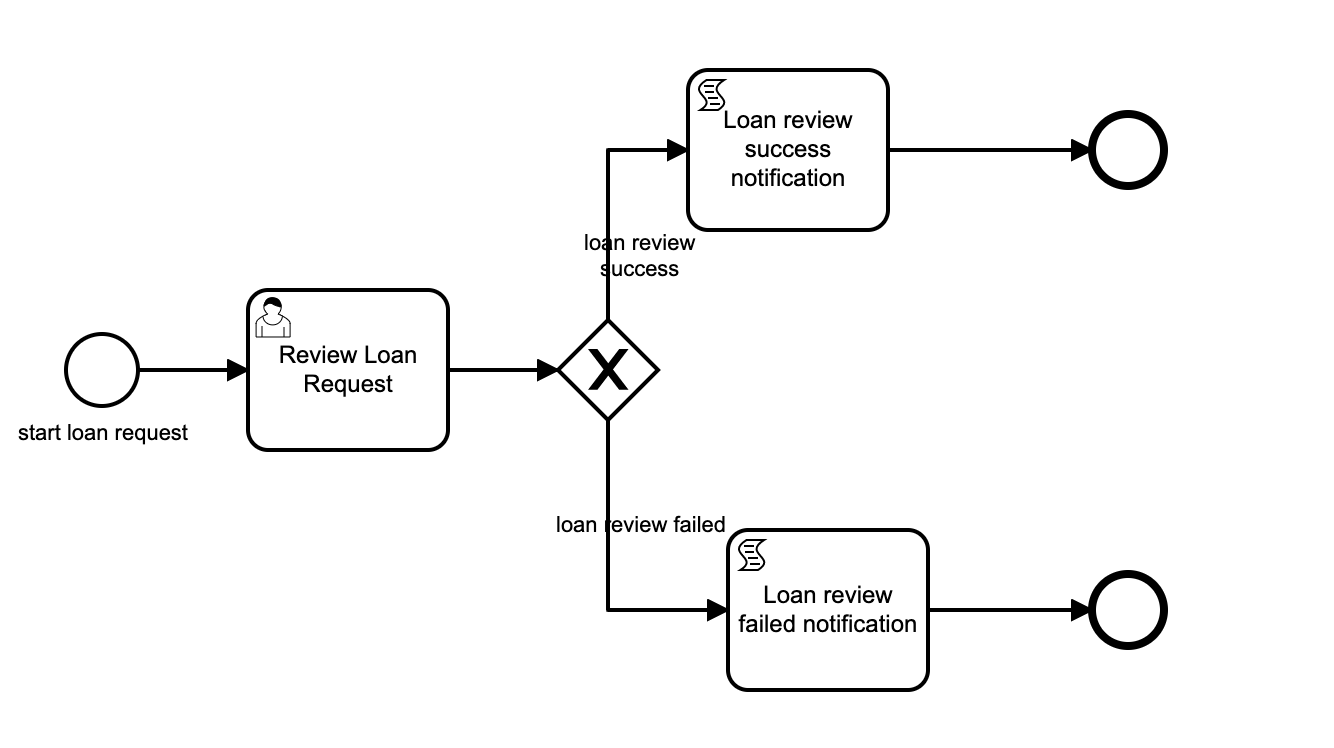 Loan review
success
notification
loan review
success
Review Loan
Request
X
start loan request
loan review failed
Loan review
failed notification